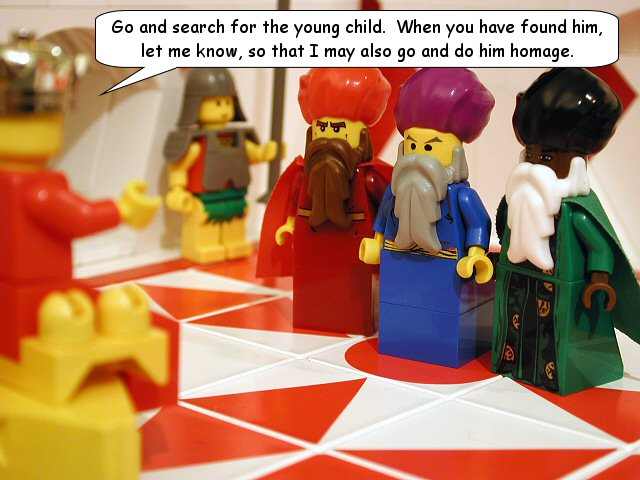 Go and search for the young child. When you have found him,
let me know, so that I may also go and do him homage.